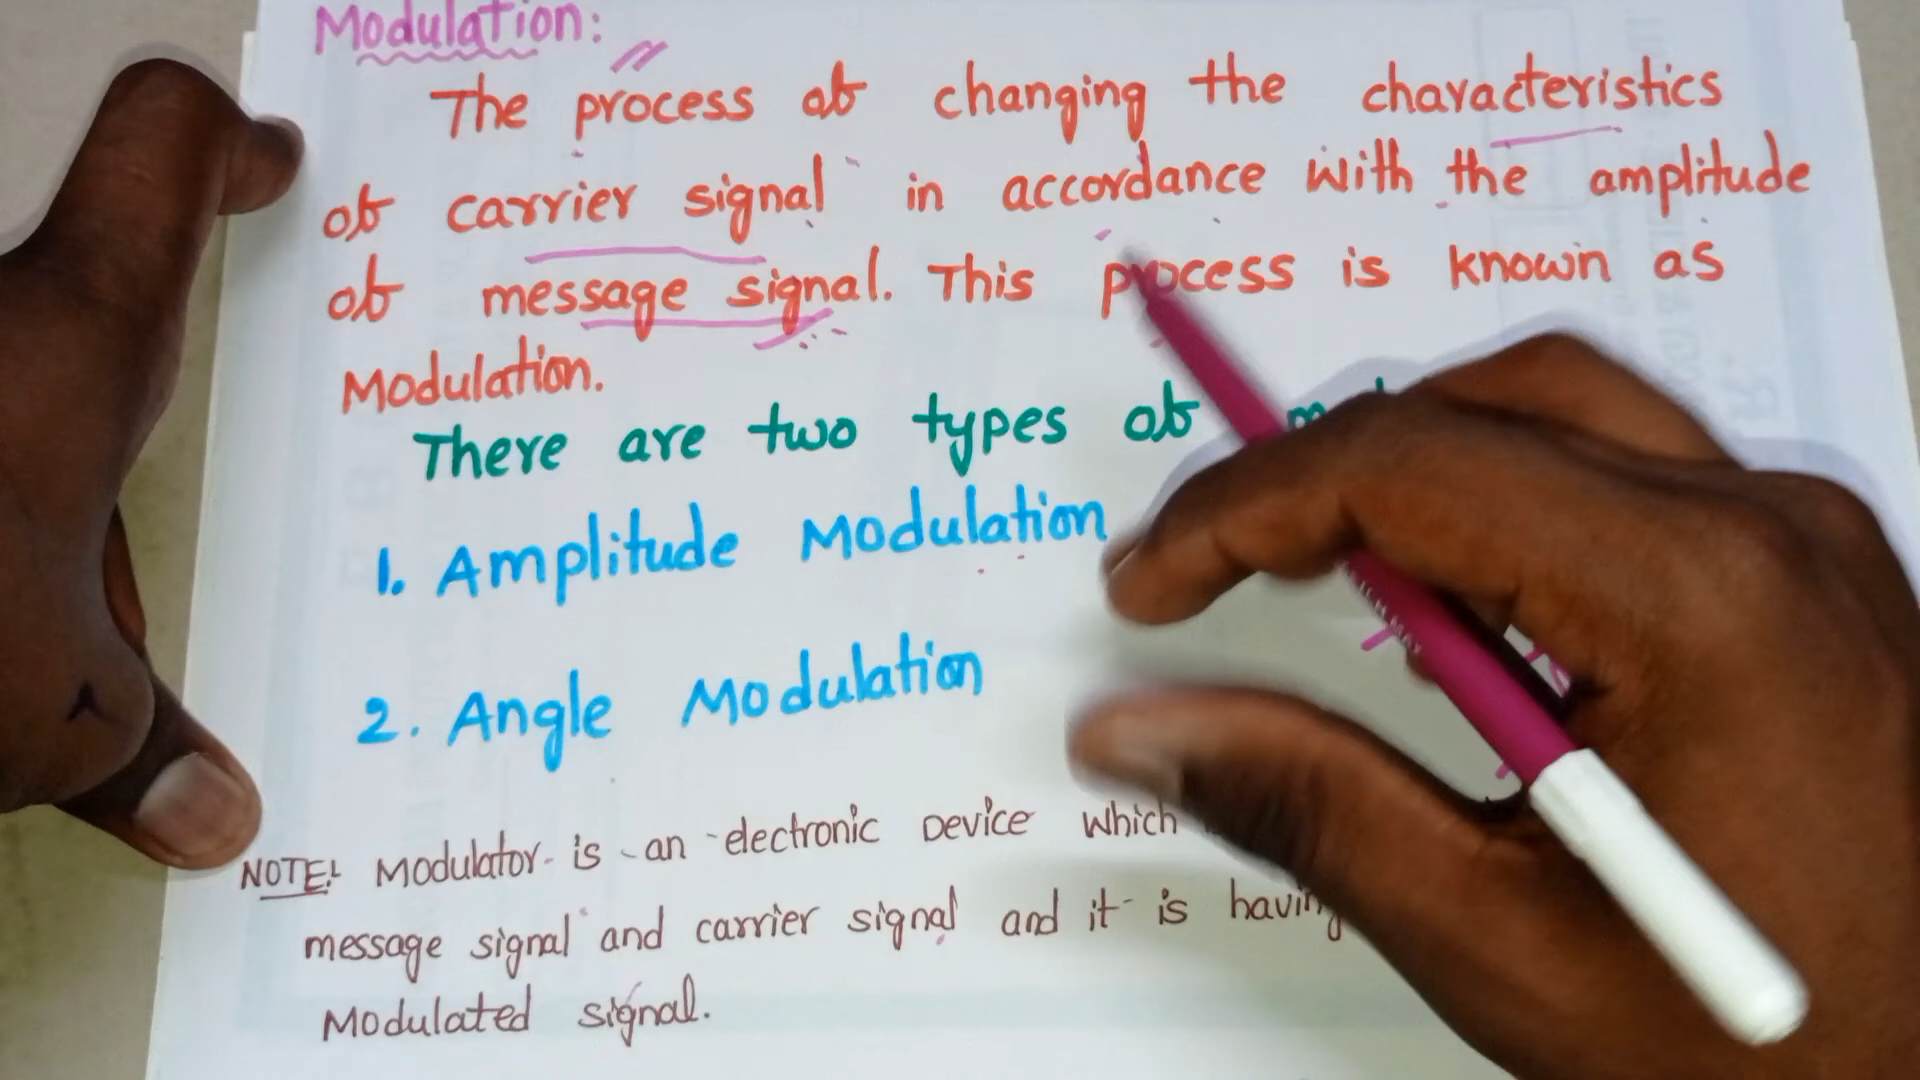 Modulation:
The process of changing the characteristics
of carrier signal in accordance with the amplitude
of message signal. This process is known as
Modulation.
There are two types of
1. Amplitude Modulation
2. Angle Modulation
NOTE: Modulator is an electronic Device which
message signal and carrier signal and it is having
Modulated signal.